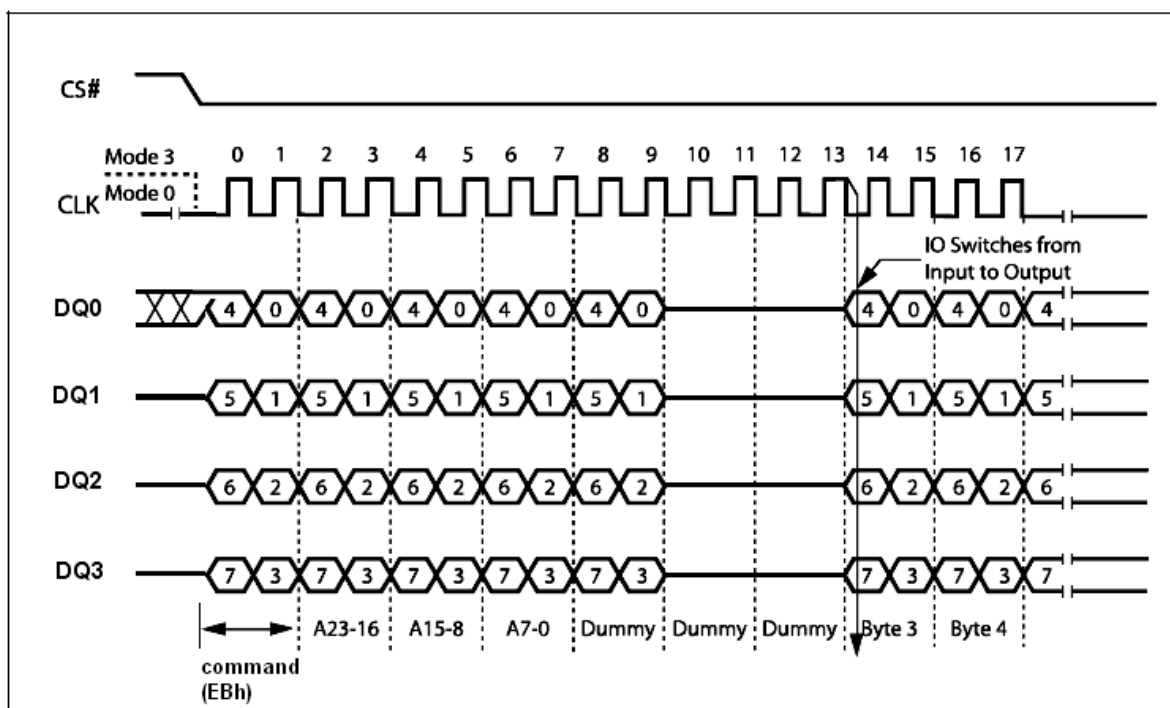 CS#
Mode 3
0 1 2 3 4 5 6 7 8 9 10 11 12 13 14 15 16 17
CLK
Mode 0
IO Switches from
Input to Output
DQ0
4 0 4 0 4 0 4 0 4 0 4 0 4 0 4
DQ1
5 1 5 1 5 1 5 1 5 1 5 1 5 1 5
DQ2
6 2 6 2 6 2 6 2 6 2 6 2 6 2 6
DQ3
7 3 7 3 7 3 7 3 7 3 7 3 7 3 7
A23-16 A15-8 A7-0 Dummy Dummy Dummy Byte 3 Byte 4
command
(EBh)